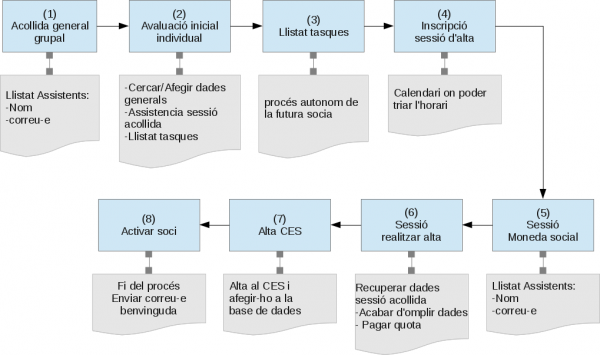 (1)
Acollida general
grupal
(2)
Avaluació inicial
individual
(3)
Llistat tasques
(4)
Inscripció
sessió d'alta
Llistat Assistents:
-Nom
-correu-e
-Cercar/Afegir dades
generals
-Assistencia sessió
acollida
-Llistat tasques
procés autonom de
la futura socia
Calendari on poder
triar l'horari
(8)
Activar soci
(7)
Alta CES
(6)
Sessió
realitzar alta
(5)
Sessió
Moneda social
Fi del procés
Enviar correu-e
benvinguda
Alta al CES i
afegir-ho a la
base de dades
Recuperar dades
sessió acollida
- Acabar d'omplir dades
- Pagar quota
Llistat Assistents:
-Nom
-correu-e